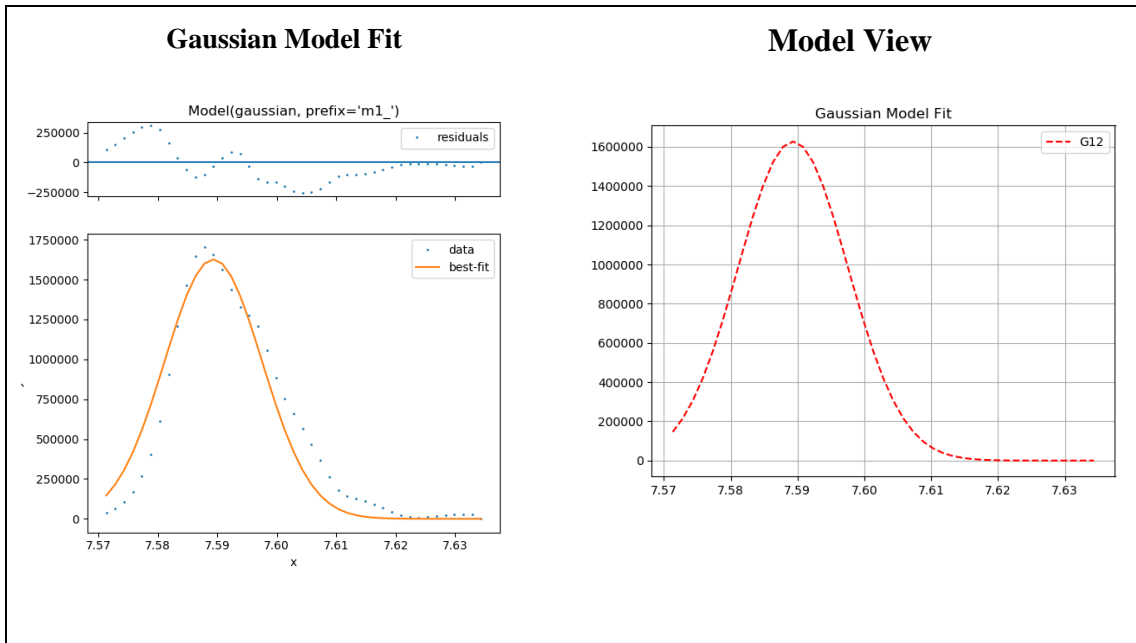 Gaussian Model Fit
Model View
Model(gaussian, prefix='m1_')
250000
0
−250000
residuals
1750000
1500000
1250000
1000000
750000
500000
250000
0
data
best-fit
7.57 7.58 7.59 7.60 7.61 7.62 7.63
x
Gaussian Model Fit
1600000
1400000
1200000
1000000
800000
600000
400000
200000
0
G12
7.57 7.58 7.59 7.60 7.61 7.62 7.63